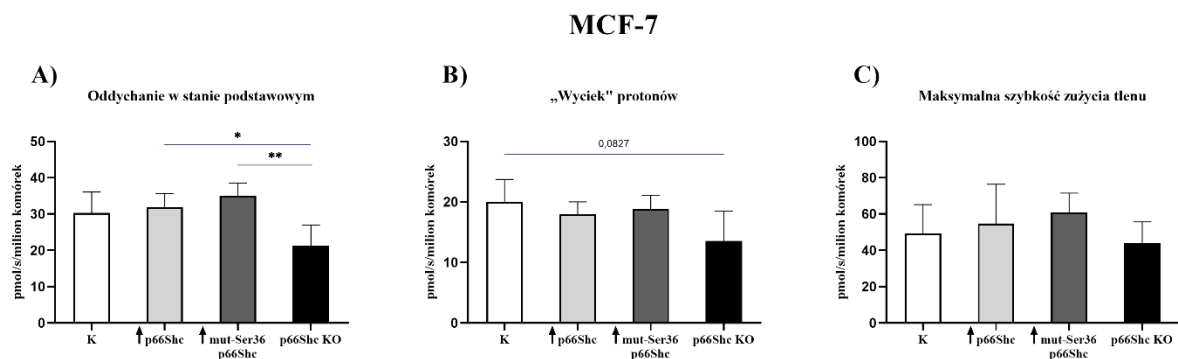 MCF-7
A)
Oddychanie w stanie podstawowym
pmol/s/milion komórek
50
40
30
20
10
0
*
**
K
↑ p66Shc
↑ mut-Ser36
p66Shc
p66Shc KO
B)
„Wyciek" protonów
pmol/s/milion komórek
30
20
10
0
0,0827
K
↑ p66Shc
↑ mut-Ser36
p66Shc
p66Shc KO
C)
Maksymalna szybkość zużycia tlenu
pmol/s/milion komórek
100
80
60
40
20
0
K
↑ p66Shc
↑ mut-Ser36
p66Shc
p66Shc KO